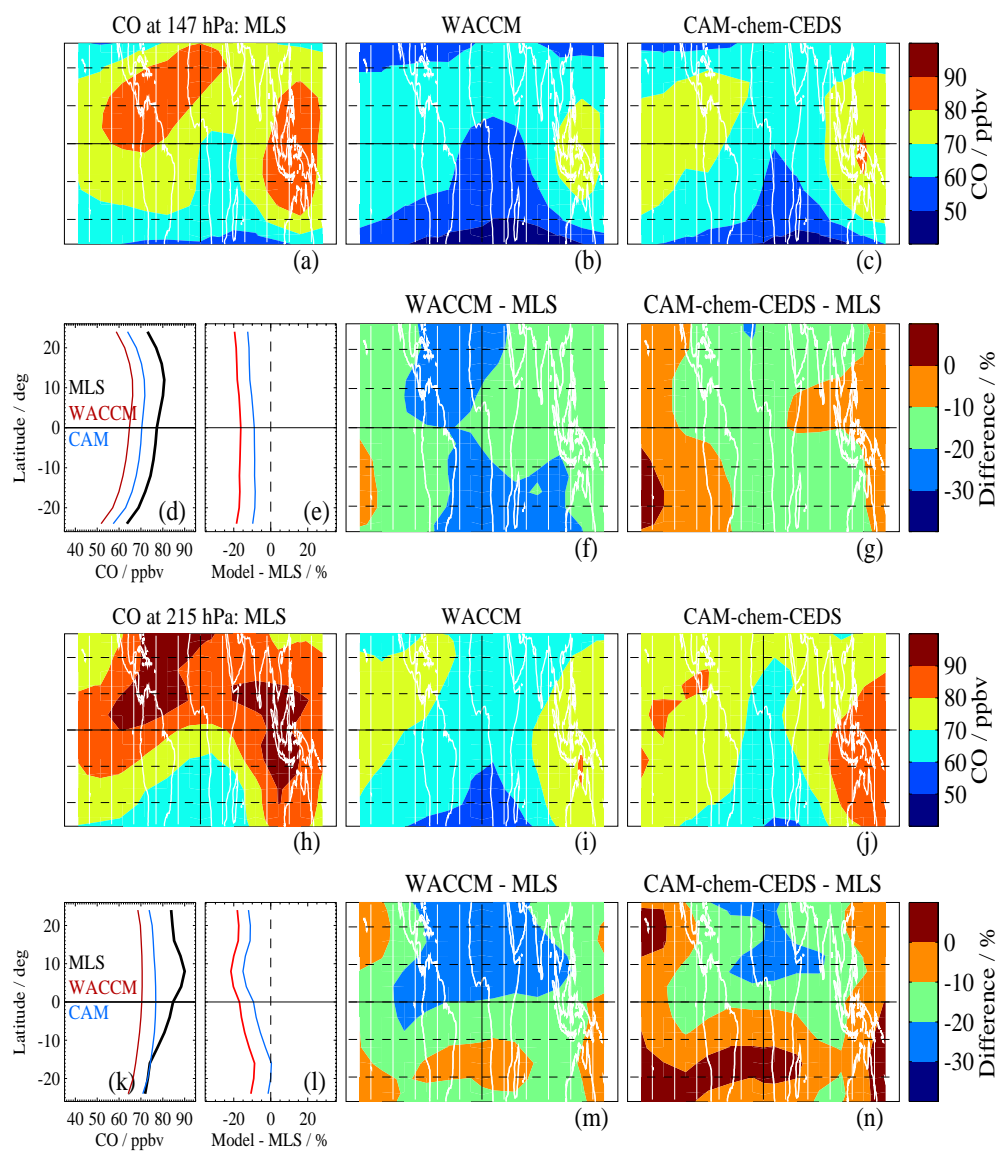 CO at 147 hPa: MLS WACCM CAM-chem-CEDS
90
80
70
60
50
CO / ppbv
(a) (b) (c)
WACCM - MLS CAM-chem-CEDS - MLS
20
10
0
-10
-20
Latitude / deg
MLS
WACCM
CAM
(d) (e)
40 50 60 70 80 90
CO / ppbv
-20 0 20
Model - MLS / %
0
-10
-20
-30
Difference / %
(f) (g)
CO at 215 hPa: MLS WACCM CAM-chem-CEDS
90
80
70
60
50
CO / ppbv
(h) (i) (j)
WACCM - MLS CAM-chem-CEDS - MLS
20
10
0
-10
-20
Latitude / deg
MLS
WACCM
CAM
(k) (l)
40 50 60 70 80 90
CO / ppbv
-20 0 20
Model - MLS / %
0
-10
-20
-30
Difference / %
(m) (n)